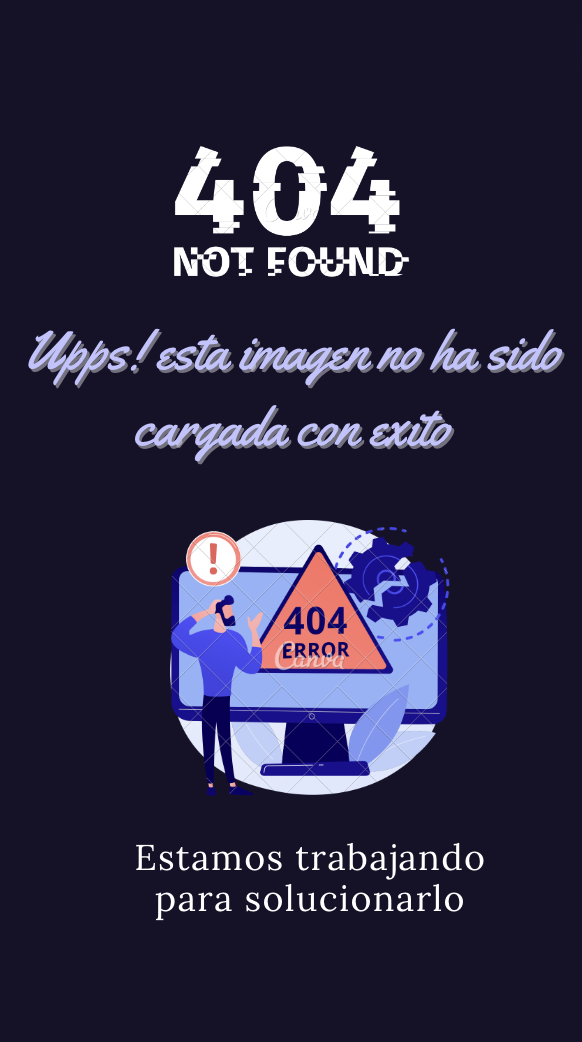 404
NOT FOUND
Upps! esta imagen no ha sido
cargada con exito
!
404
ERROR
Canva
Estamos trabajando
para solucionarlo